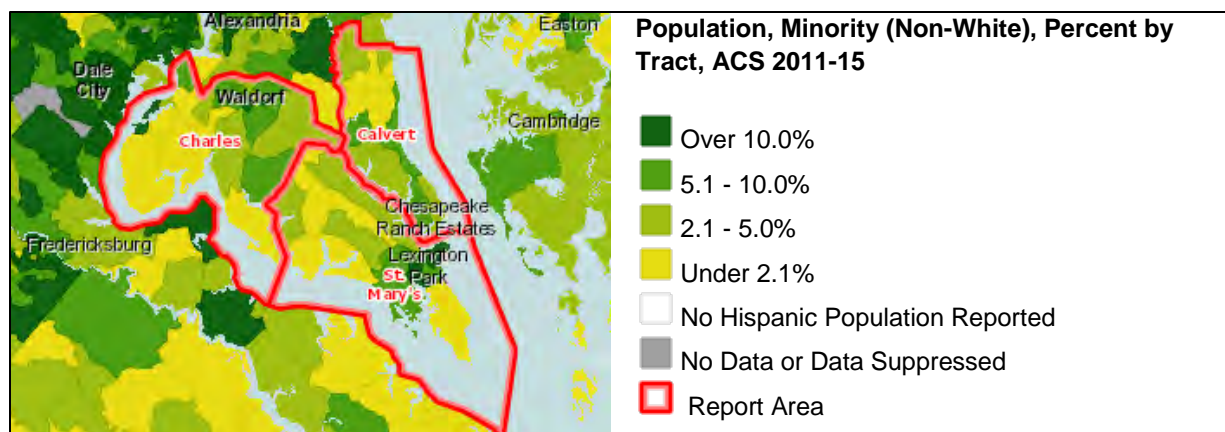 Alexandria
Easton
Dale
City
Waldorf
Charles
Calvert
Cambridge
Chesapeake
Ranch Estates
Fredericksburg
Lexington
Park
St.
Mary's
Population, Minority (Non-White), Percent by
Tract, ACS 2011-15
Over 10.0%
5.1 - 10.0%
2.1 - 5.0%
Under 2.1%
No Hispanic Population Reported
No Data or Data Suppressed
Report Area